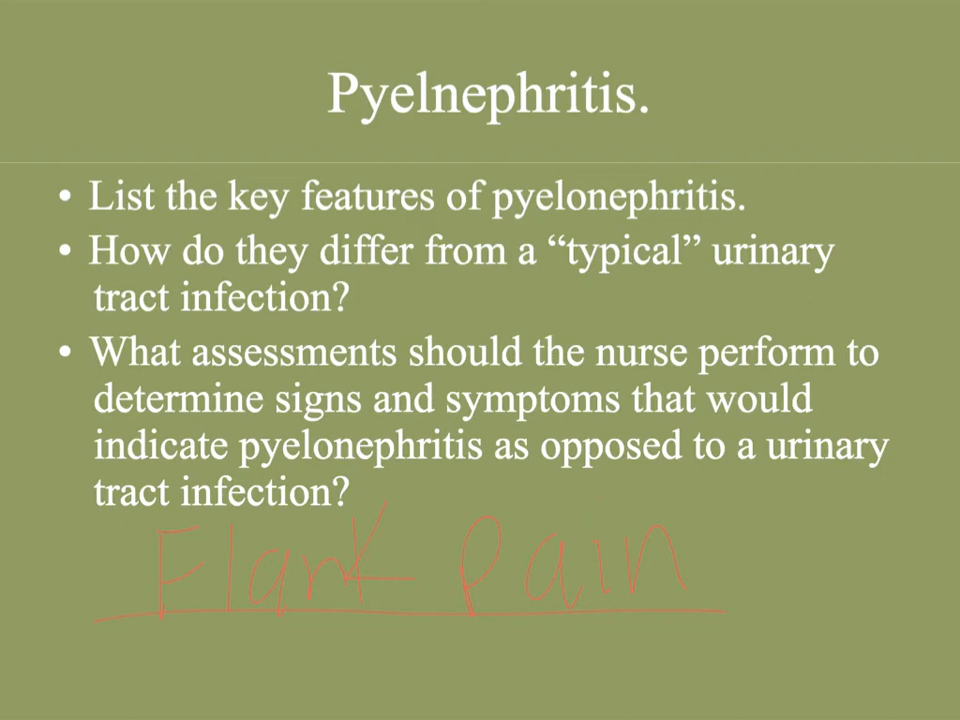 Pyelnephritis.
• List the key features of pyelonephritis.
• How do they differ from a “typical” urinary
tract infection?
• What assessments should the nurse perform to
determine signs and symptoms that would
indicate pyelonephritis as opposed to a urinary
tract infection?
Flank Pain